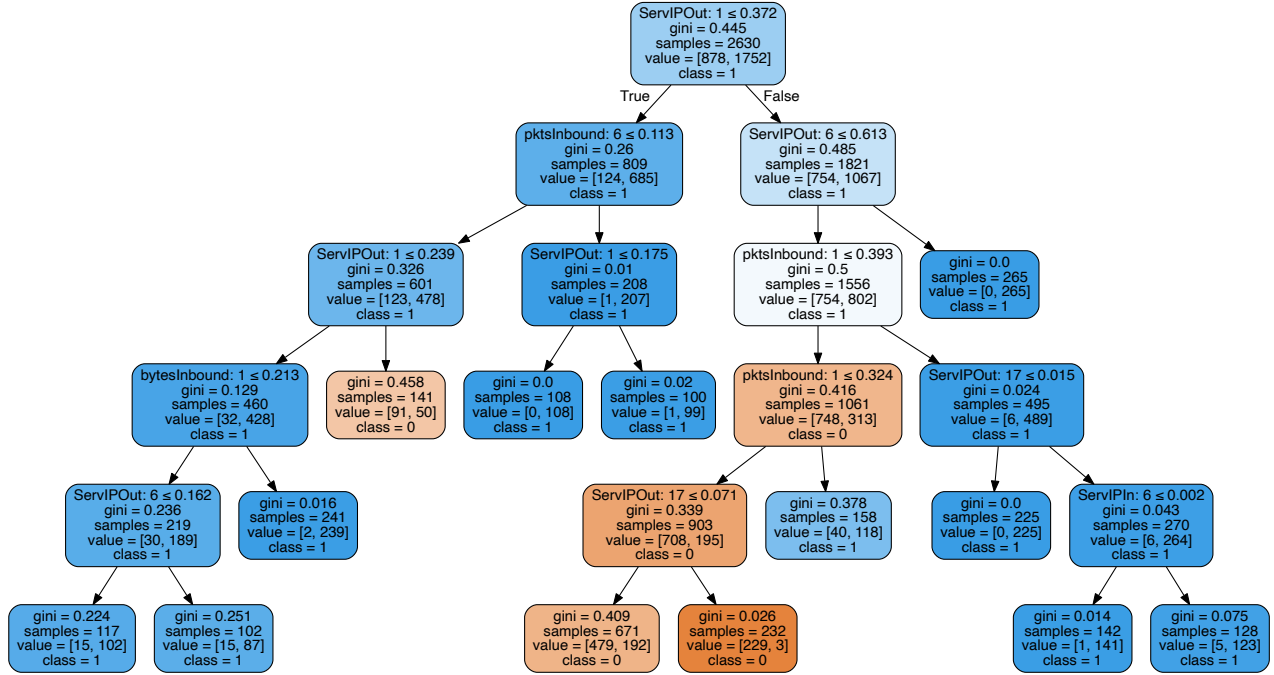 ServIPOut: 1 ≤ 0.372
gini = 0.445
samples = 2630
value = [878, 1752]
class = 1
True
False
pktsInbound: 6 ≤ 0.113
gini = 0.26
samples = 809
value = [124, 685]
class = 1
ServIPOut: 6 ≤ 0.613
gini = 0.485
samples = 1821
value = [754, 1067]
class = 1
ServIPOut: 1 ≤ 0.239
gini = 0.326
samples = 601
value = [123, 478]
class = 1
ServIPOut: 1 ≤ 0.175
gini = 0.01
samples = 208
value = [1, 207]
class = 1
pktsInbound: 1 ≤ 0.393
gini = 0.5
samples = 1556
value = [754, 802]
class = 1
gini = 0.0
samples = 265
value = [0, 265]
class = 1
bytesInbound: 1 ≤ 0.213
gini = 0.129
samples = 460
value = [32, 428]
class = 1
gini = 0.458
samples = 141
value = [91, 50]
class = 0
gini = 0.0
samples = 108
value = [0, 108]
class = 1
gini = 0.02
samples = 100
value = [1, 99]
class = 1
pktsInbound: 1 ≤ 0.324
gini = 0.416
samples = 1061
value = [748, 313]
class = 0
ServIPOut: 17 ≤ 0.015
gini = 0.024
samples = 495
value = [6, 489]
class = 1
ServIPOut: 6 ≤ 0.162
gini = 0.236
samples = 219
value = [30, 189]
class = 1
gini = 0.016
samples = 241
value = [2, 239]
class = 1
ServIPOut: 17 ≤ 0.071
gini = 0.339
samples = 903
value = [708, 195]
class = 0
gini = 0.378
samples = 158
value = [40, 118]
class = 1
gini = 0.0
samples = 225
value = [0, 225]
class = 1
ServIPIn: 6 ≤ 0.002
gini = 0.043
samples = 270
value = [6, 264]
class = 1
gini = 0.224
samples = 117
value = [15, 102]
class = 1
gini = 0.251
samples = 102
value = [15, 87]
class = 1
gini = 0.409
samples = 671
value = [479, 192]
class = 0
gini = 0.026
samples = 232
value = [229, 3]
class = 0
gini = 0.014
samples = 142
value = [1, 141]
class = 1
gini = 0.075
samples = 128
value = [5, 123]
class = 1